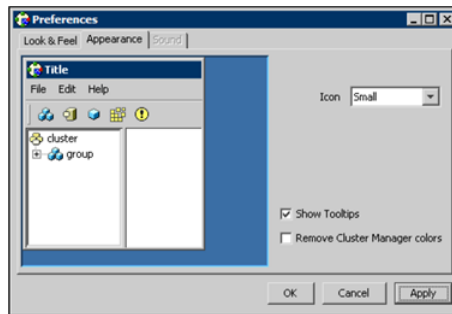 Preferences
Look & Feel Appearance Sound
Title
File Edit Help
Icon Small
cluster
group
Show Tooltips
Remove Cluster Manager colors
OK Cancel Apply